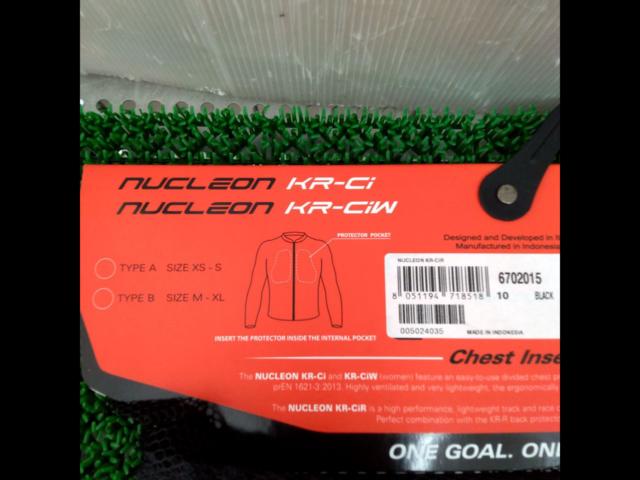 NUCLEON KR-Ci
NUCLEON KR-CiW
PROTECTOR POCKET
TYPE A SIZE XS - S
TYPE B SIZE M - XL
INSERT THE PROTECTOR INSIDE THE INTERNAL POCKET
Designed and Developed in
Manufactured in Indonesia
NUCLEON KR-CiR
6702015
8 051194 718518
10 BLACK
005024035
MADE IN INDONESIA
Chest
The NUCLEON KR-Ci and KR-CiW (women) feature an easy-to-use divided chest
prEN 1621-3:2013. Highly ventilated and very lightweight, the
The NUCLEON KR-CiR is a high performance, lightweight track and race
Perfect combination with the KR-R back
ONE GOAL.